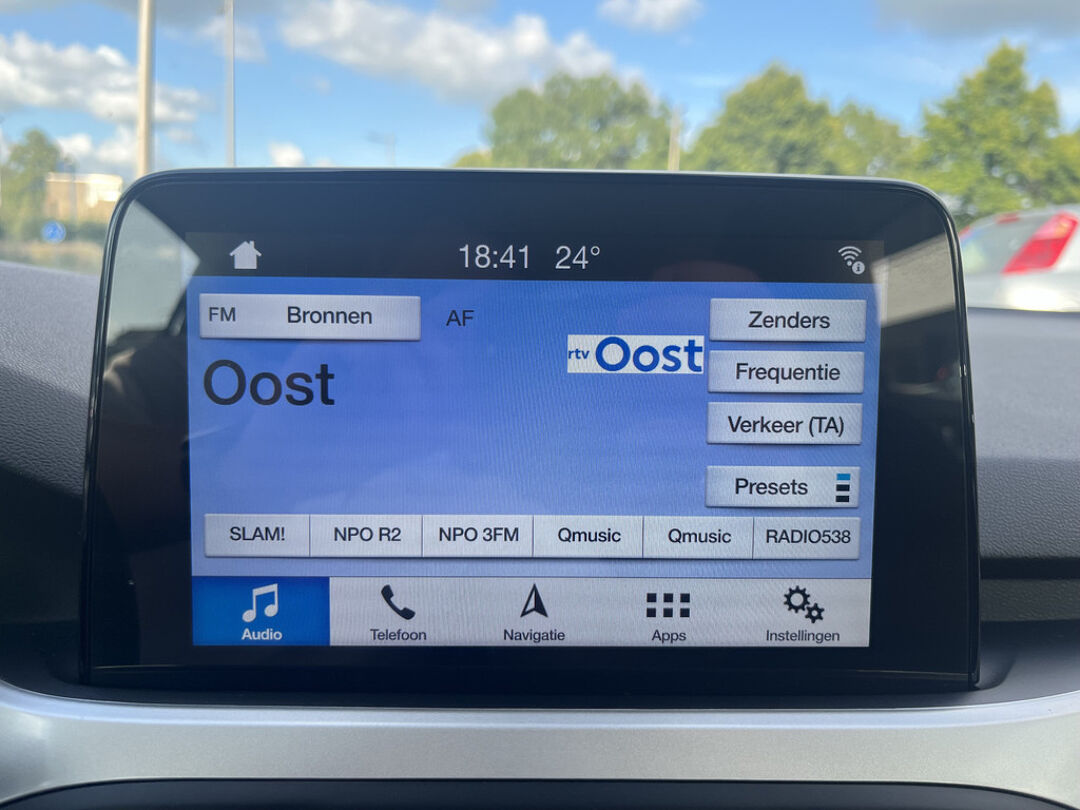 18:41 24°
FM Bronnen AF
Zenders
rtv Oost
Oost
Frequentie
Verkeer (TA)
Presets
SLAM! NPO R2 NPO 3FM Qmusic Qmusic RADIO538
Audio Telefoon Navigatie Apps Instellingen